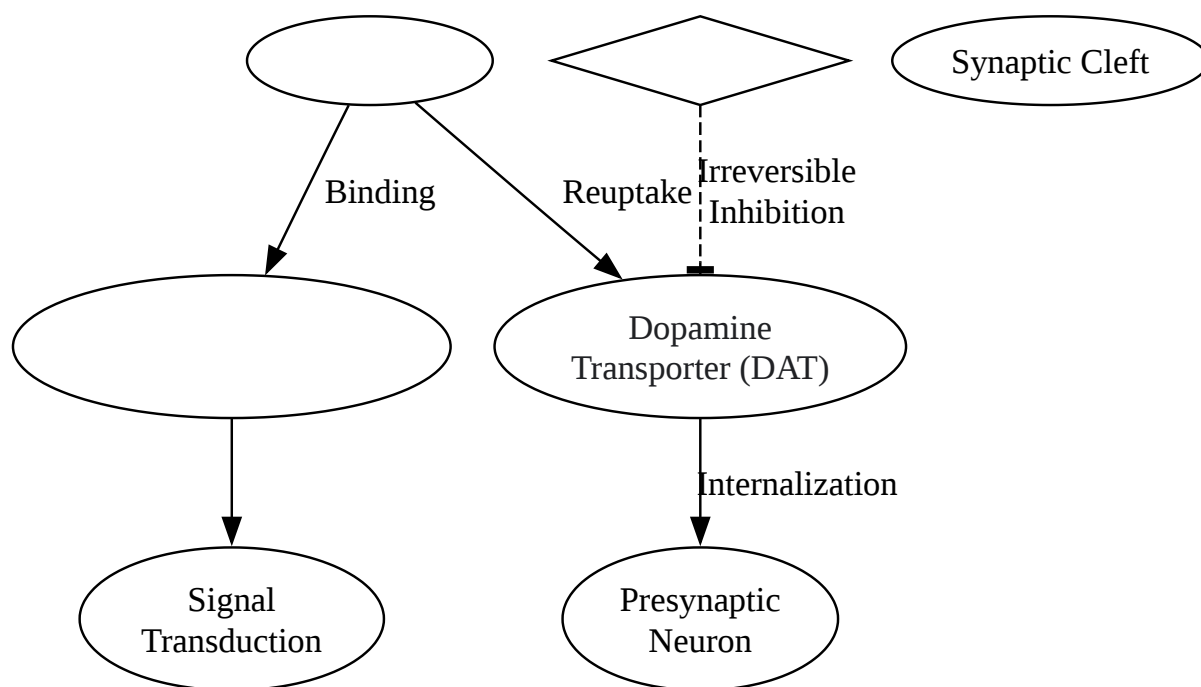 Synaptic Cleft
Binding
Reuptake
Irreversible
Inhibition
Dopamine
Transporter (DAT)
Internalization
Signal
Transduction
Presynaptic
Neuron